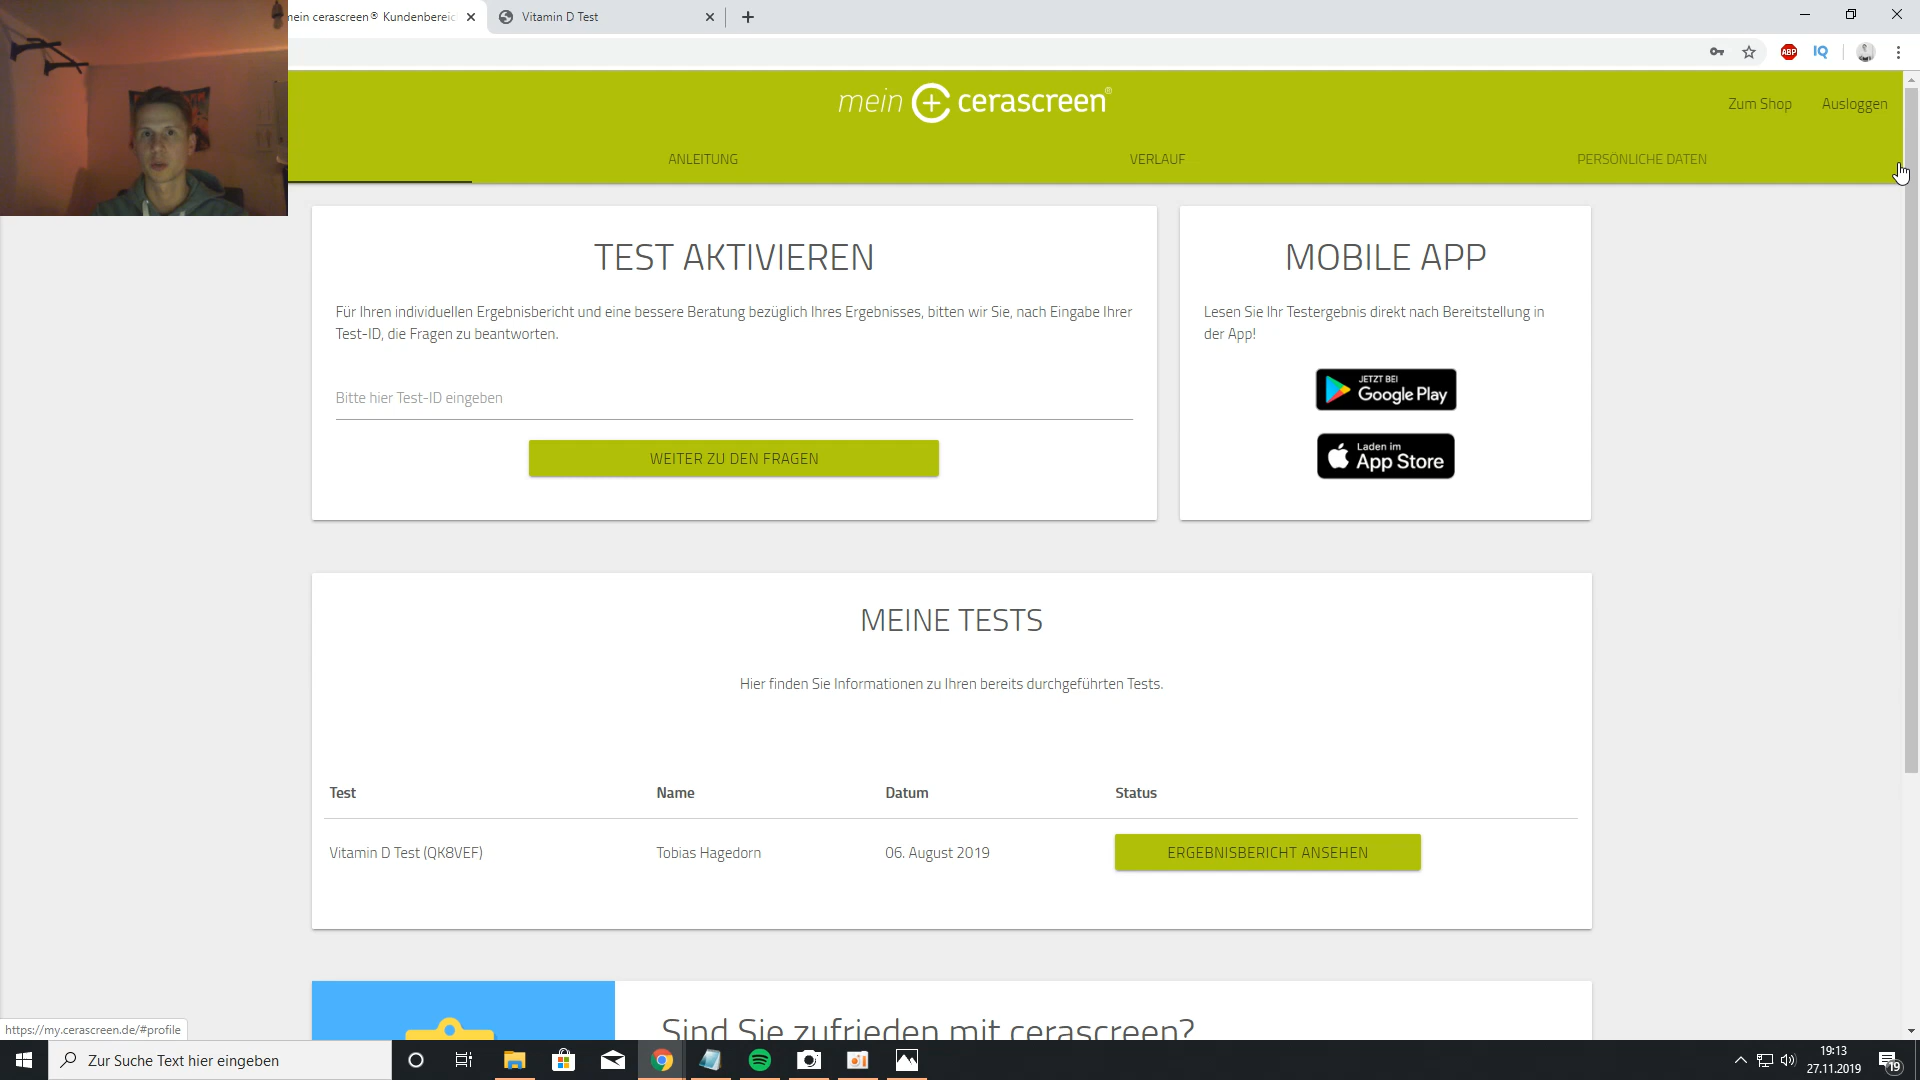 mein cerascreen® Kundenbereic
Vitamin D Test
ABP
IQ
mein cerascreen®
Zum Shop
Ausloggen
ANLEITUNG
VERLAUF
PERSÖNLICHE DATEN
TEST AKTIVIEREN
Für Ihren individuellen Ergebnisbericht und eine bessere Beratung bezüglich Ihres Ergebnisses, bitten wir Sie, nach Eingabe Ihrer
Test-ID, die Fragen zu beantworten.
Bitte hier Test-ID eingeben
WEITER ZU DEN FRAGEN
MOBILE APP
Lesen Sie Ihr Testergebnis direkt nach Bereitstellung in
der App!
JETZT BEI
Google Play
Laden im
App Store
MEINE TESTS
Hier finden Sie Informationen zu Ihren bereits durchgeführten Tests.
Test Name Datum Status
Vitamin D Test (QK8VEF) Tobias Hagedorn 06. August 2019 ERGEBNISBERICHT ANSEHEN
Sind Sie zufrieden mit cerascreen?
https://my.cerascreen.de/#profile
Zur Suche Text hier eingeben
19:13
27.11.2019
19